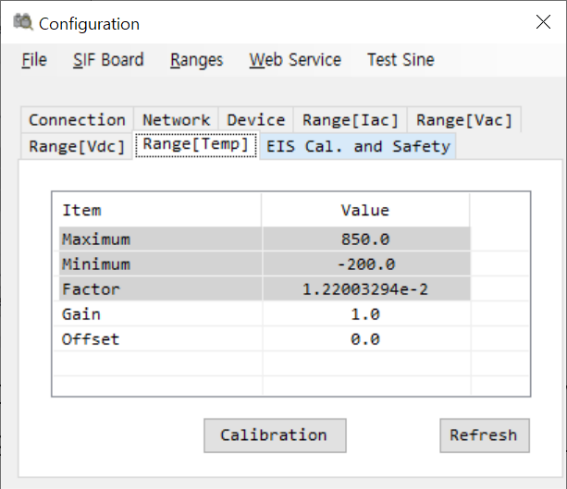 Configuration
File SIF Board Ranges Web Service Test Sine
Connection Network Device Range[Iac] Range[Vac]
Range[Vdc] Range[Temp] EIS Cal. and Safety
Item Value
Maximum 850.0
Minimum -200.0
Factor 1.22003294e-2
Gain 1.0
Offset 0.0
Calibration Refresh